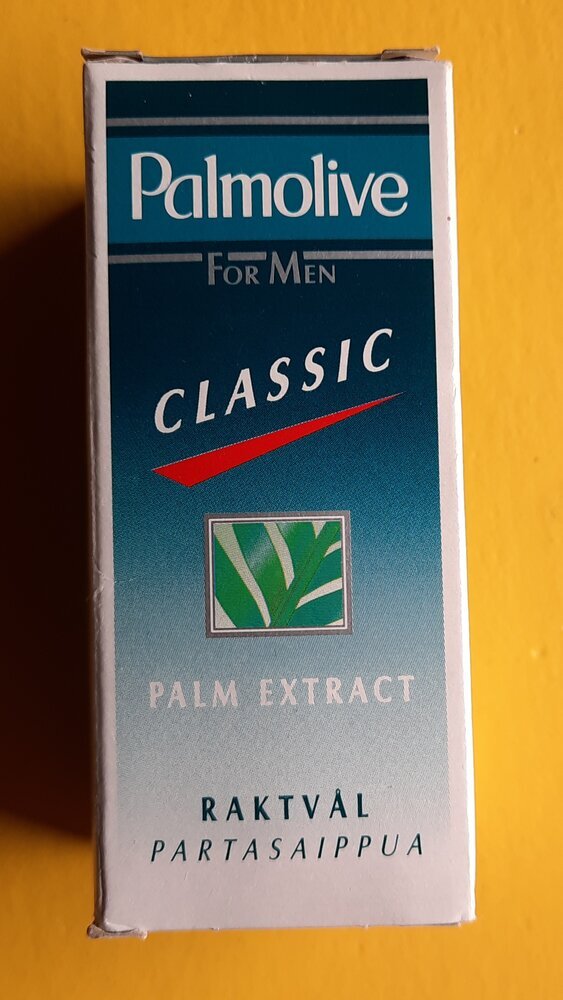 Palmolive
FOR MEN
CLASSIC
PALM EXTRACT
RAKTVÅL
PARTASAIPPUA